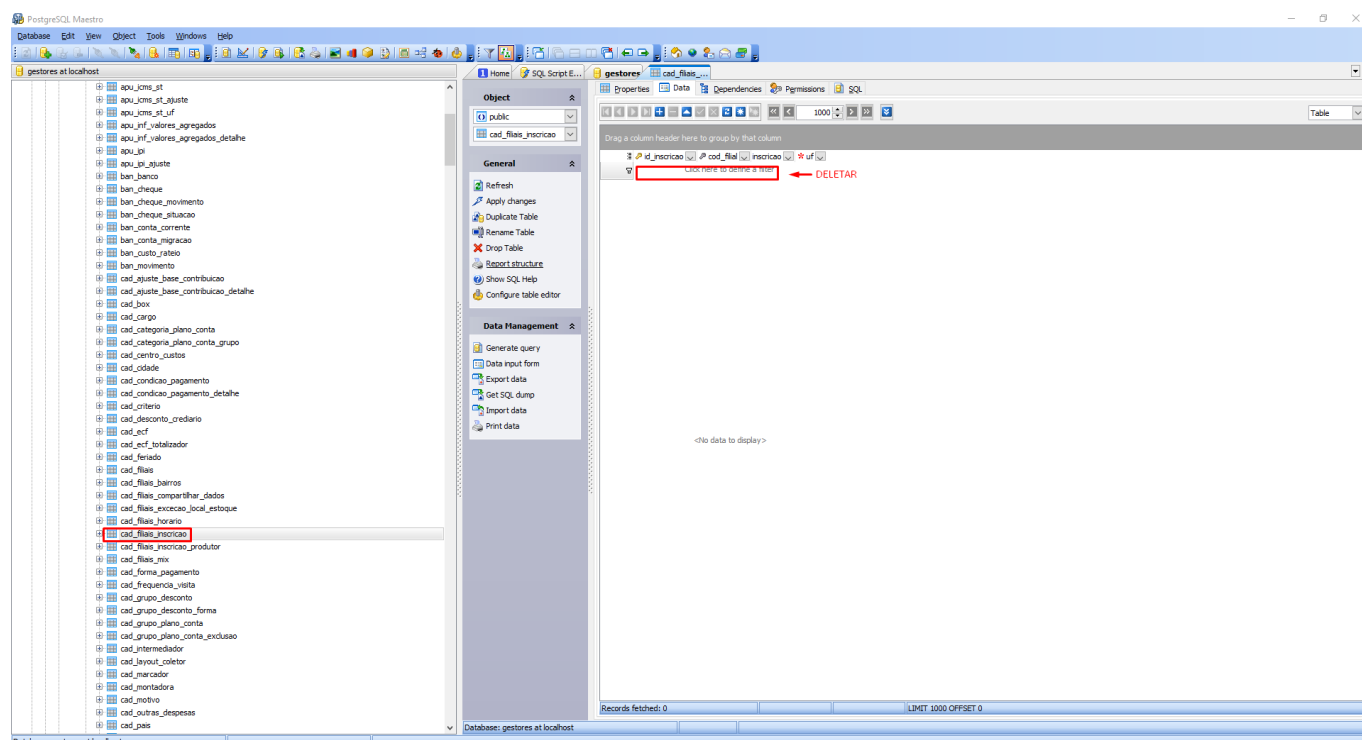 PostgreSQL Maestro
Database Edit View Object Tools Windows Help
gestores at localhost
apu_icms_st
apu_icms_st_ajuste
apu_icms_st_uf
apu_inf_valores_agregados
apu_inf_valores_agregados_detalhe
apu_ipi
apu_ipi_ajuste
ban_banco
ban_cheque
ban_cheque_movimento
ban_cheque_situacao
ban_conta_corrente
ban_conta_migracao
ban_custo_rateio
ban_movimento
cad_ajuste_base_contribuicao
cad_ajuste_base_contribuicao_detalhe
cad_box
cad_cargo
cad_categoria_plano_conta
cad_categoria_plano_conta_grupo
cad_centro_custos
cad_cidade
cad_condicao_pagamento
cad_condicao_pagamento_detalhe
cad_criterio
cad_desconto_crediario
cad_ecf
cad_ecf_totalizador
cad_feriado
cad_filiais
cad_filiais_bairros
cad_filiais_compartilhar_dados
cad_filiais_excecao_local_estoque
cad_filiais_horario
cad_filiais_inscricao
cad_filiais_inscricao_produtor
cad_filiais_mix
cad_forma_pagamento
cad_frequencia_visita
cad_grupo_desconto
cad_grupo_desconto_forma
cad_grupo_plano_conta
cad_grupo_plano_conta_exclusao
cad_intermediador
cad_layout_coletor
cad_marcador
cad_montadora
cad_motivo
cad_outras_despesas
cad_pais
1 Home SQL Script E... gestores cad_filiais_...
Object
public
cad_filiais_inscricao
General
Refresh
Apply changes
Duplicate Table
Rename Table
Drop Table
Report structure
Show SQL Help
Configure table editor
Data Management
Generate query
Data input form
Export data
Get SQL dump
Import data
Print data
Properties Data Dependencies Permissions SQL
1000 Table
Drag a column header here to group by that column
id_inscricao cod_filial inscricao uf
Click here to define a filter DELETAR
<No data to display>
Records fetched: 0 LIMIT 1000 OFFSET 0
Database: gestores at localhost